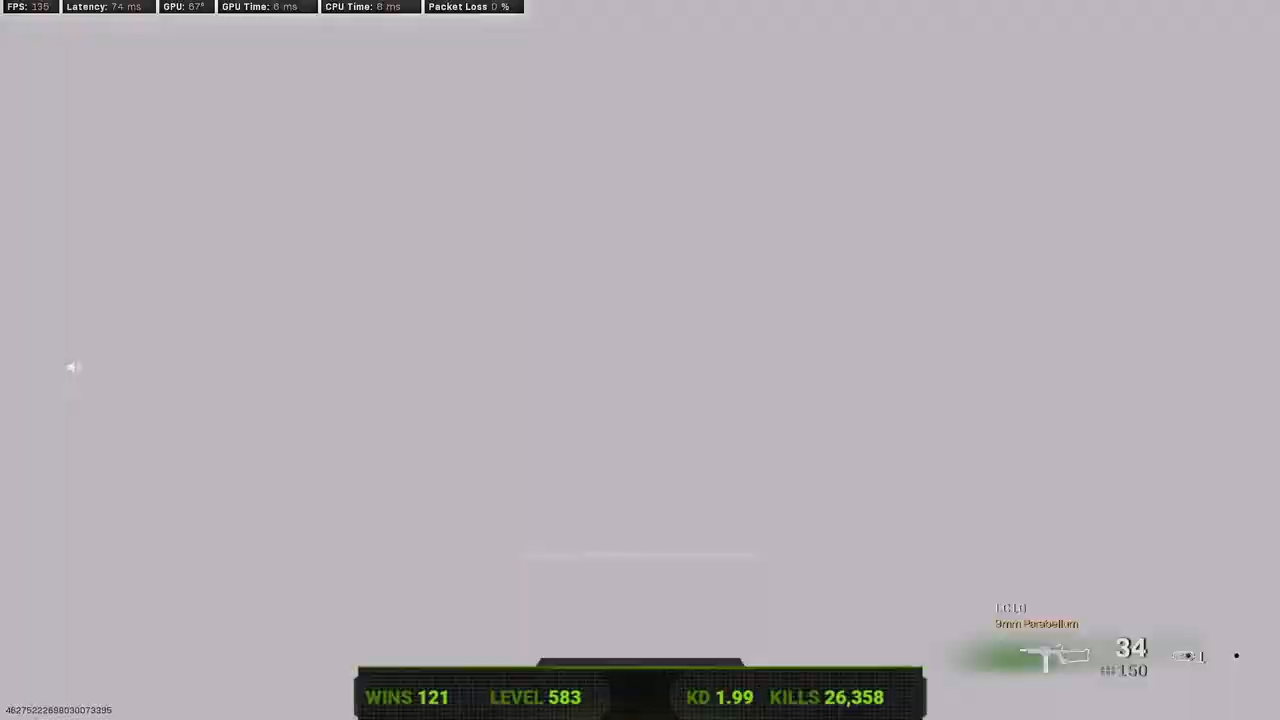 FPS: 135 Latency: 74 ms GPU: 67° GPU Time: 6 ms CPU Time: 8 ms Packet Loss 0 %
9mm Parabellum
34
150
WINS 121 LEVEL 583 KD 1.99 KILLS 26,358